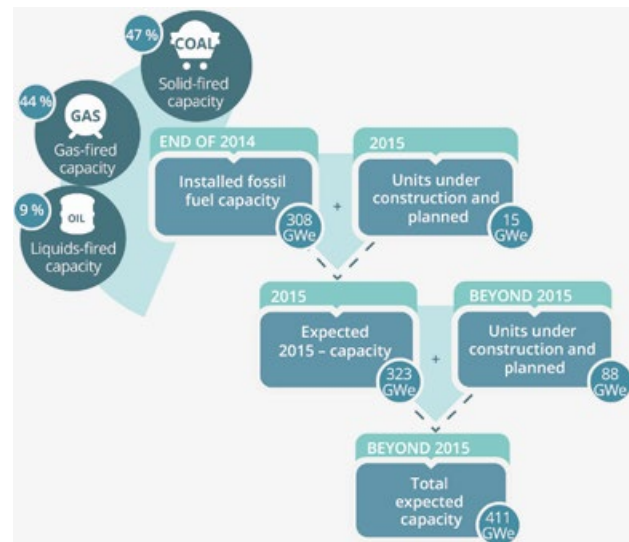 47 %
COAL
Solid-fired
capacity
44 %
GAS
Gas-fired
capacity
9 %
OIL
Liquids-fired
capacity
END OF 2014
Installed fossil
fuel capacity
308
GWe
+
2015
Units under
construction and
planned
15
GWe
2015
Expected
2015 – capacity
323
GWe
+
BEYOND 2015
Units under
construction and
planned
88
GWe
BEYOND 2015
Total
expected
capacity
411
GWe